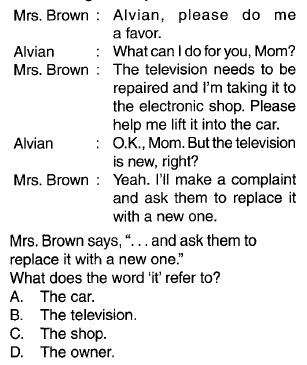 Mrs. Brown : Alvian, please do me
a favor.
Alvian : What can I do for you, Mom?
Mrs. Brown : The television needs to be
repaired and I'm taking it to
the electronic shop. Please
help me lift it into the car.
Alvian : O.K., Mom. But the television
is new, right?
Mrs. Brown : Yeah. I'll make a complaint
and ask them to replace it
with a new one.
Mrs. Brown says, “. . . and ask them to
replace it with a new one.”
What does the word ‘it’ refer to?
A. The car.
B. The television.
C. The shop.
D. The owner.